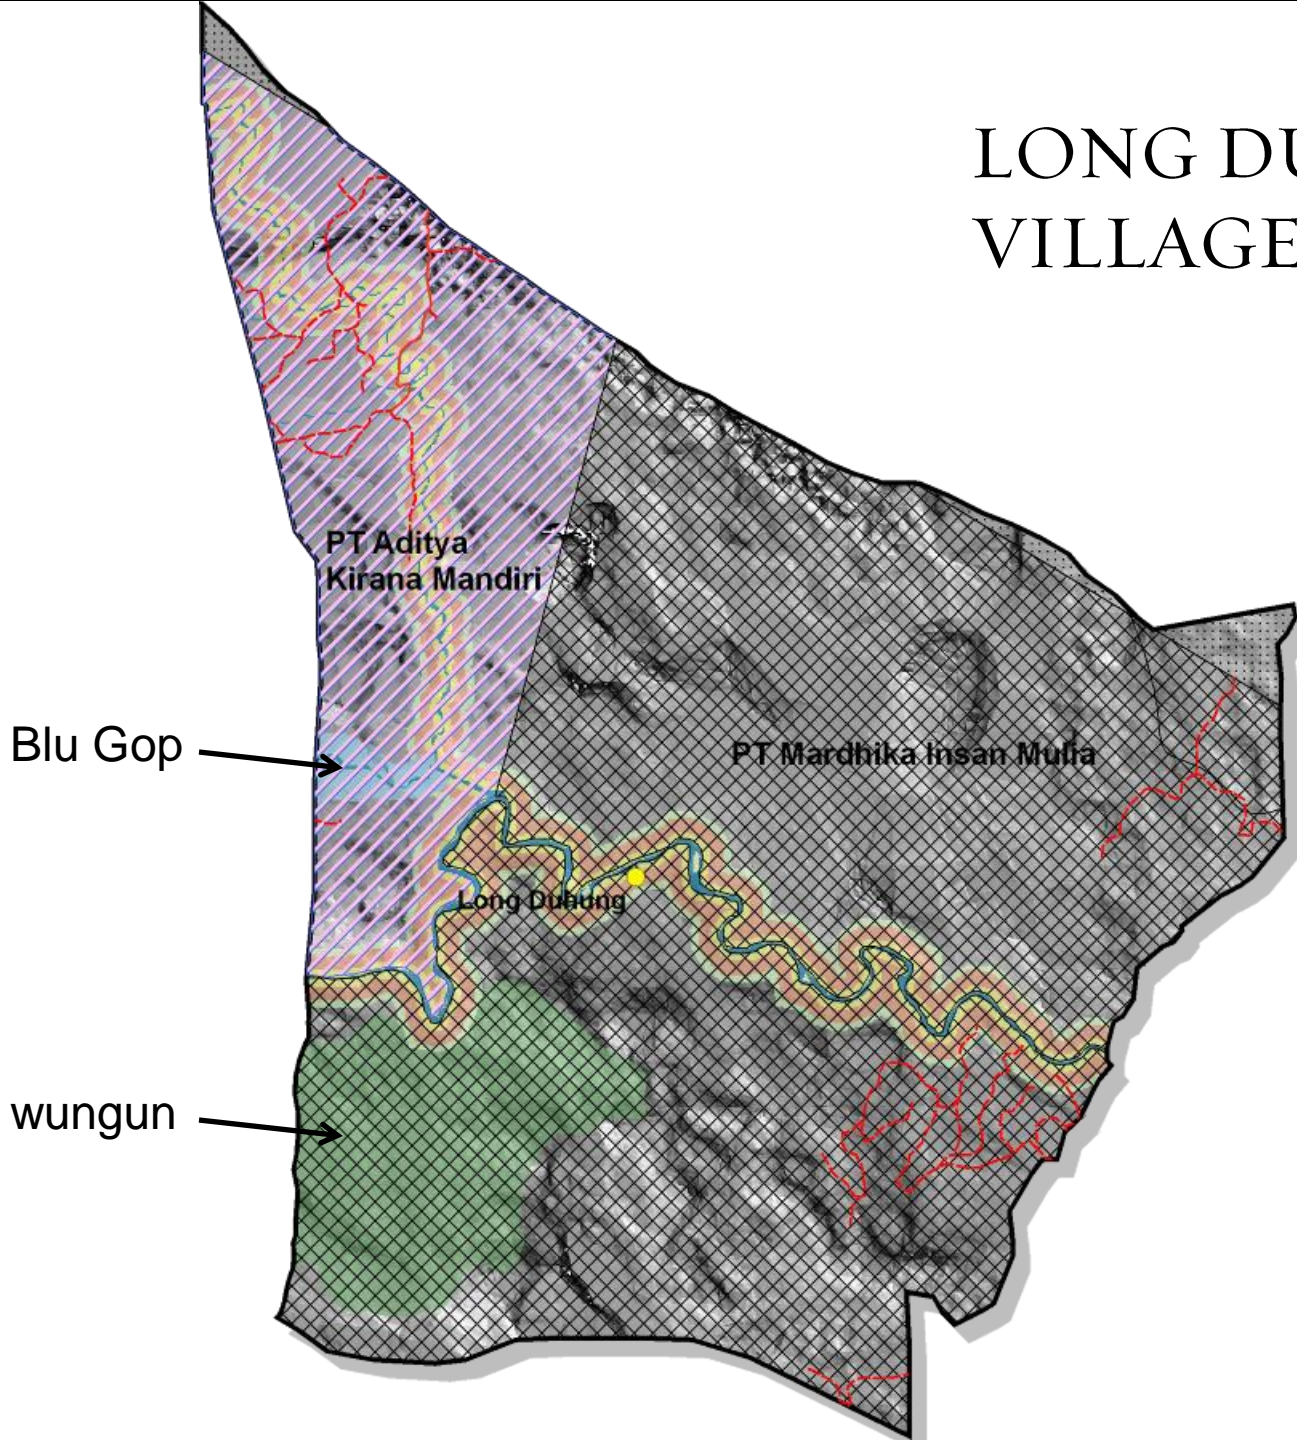 LONG DU
VILLAGE
PT Aditya
Kirana Mandiri
Blu Gop
PT Mardhika Insan Mulia
Long Duhung
wungun